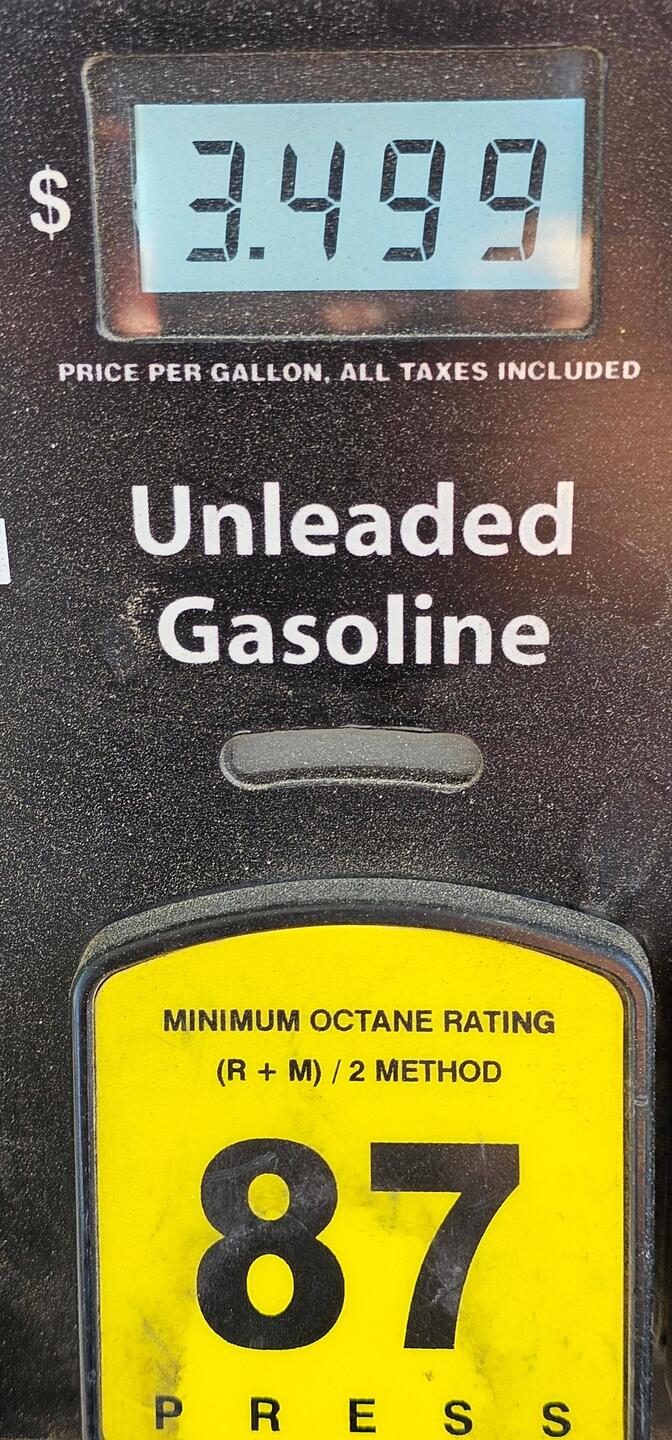 $ 3.499
PRICE PER GALLON, ALL TAXES INCLUDED
Unleaded
Gasoline
MINIMUM OCTANE RATING
(R + M) / 2 METHOD
87
PRESS